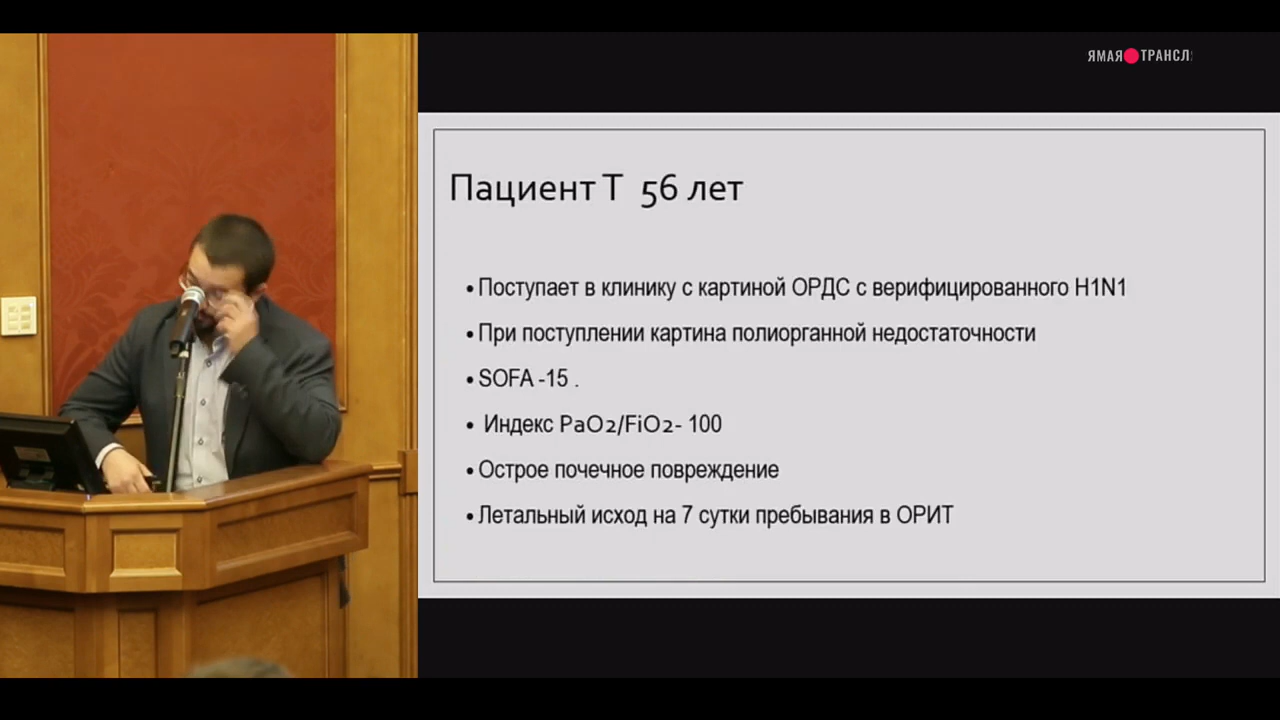 ЯМАЯ ТРАНСЛ
Пациент Т 56 лет
• Поступает в клинику с картиной ОРДС с верифицированного H1N1
• При поступлении картина полиорганной недостаточности
• SOFA -15 .
• Индекс PaO2/FiO2- 100
• Острое почечное повреждение
• Летальный исход на 7 сутки пребывания в ОРИТ